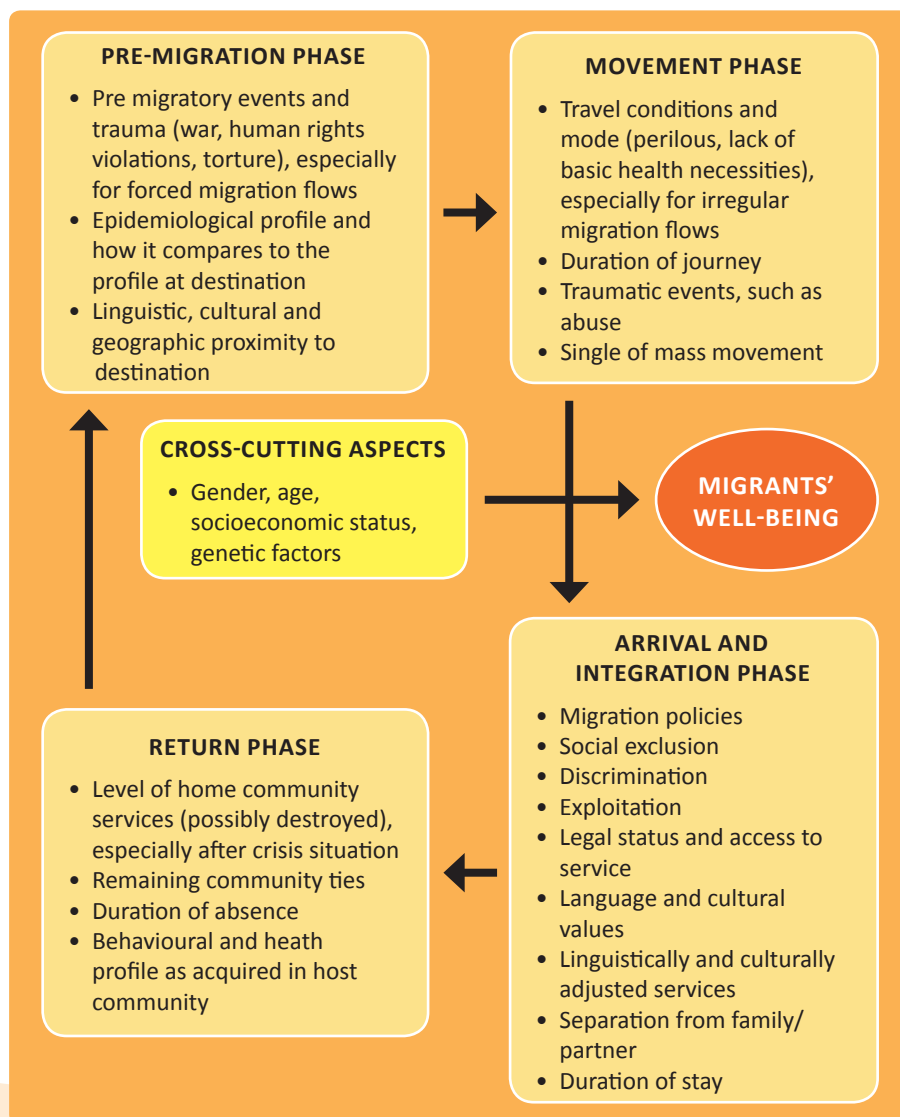 PRE-MIGRATION PHASE
• Pre migratory events and
trauma (war, human rights
violations, torture), especially
for forced migration flows
• Epidemiological profile and
how it compares to the
profile at destination
• Linguistic, cultural and
geographic proximity to
destination
MOVEMENT PHASE
• Travel conditions and
mode (perilous, lack of
basic health necessities),
especially for irregular
migration flows
• Duration of journey
• Traumatic events, such as
abuse
• Single of mass movement
CROSS-CUTTING ASPECTS
• Gender, age,
socioeconomic status,
genetic factors
MIGRANTS’
WELL-BEING
ARRIVAL AND
INTEGRATION PHASE
• Migration policies
• Social exclusion
• Discrimination
• Exploitation
• Legal status and access to
service
• Language and cultural
values
• Linguistically and culturally
adjusted services
• Separation from family/
partner
• Duration of stay
RETURN PHASE
• Level of home community
services (possibly destroyed),
especially after crisis situation
• Remaining community ties
• Duration of absence
• Behavioural and heath
profile as acquired in host
community